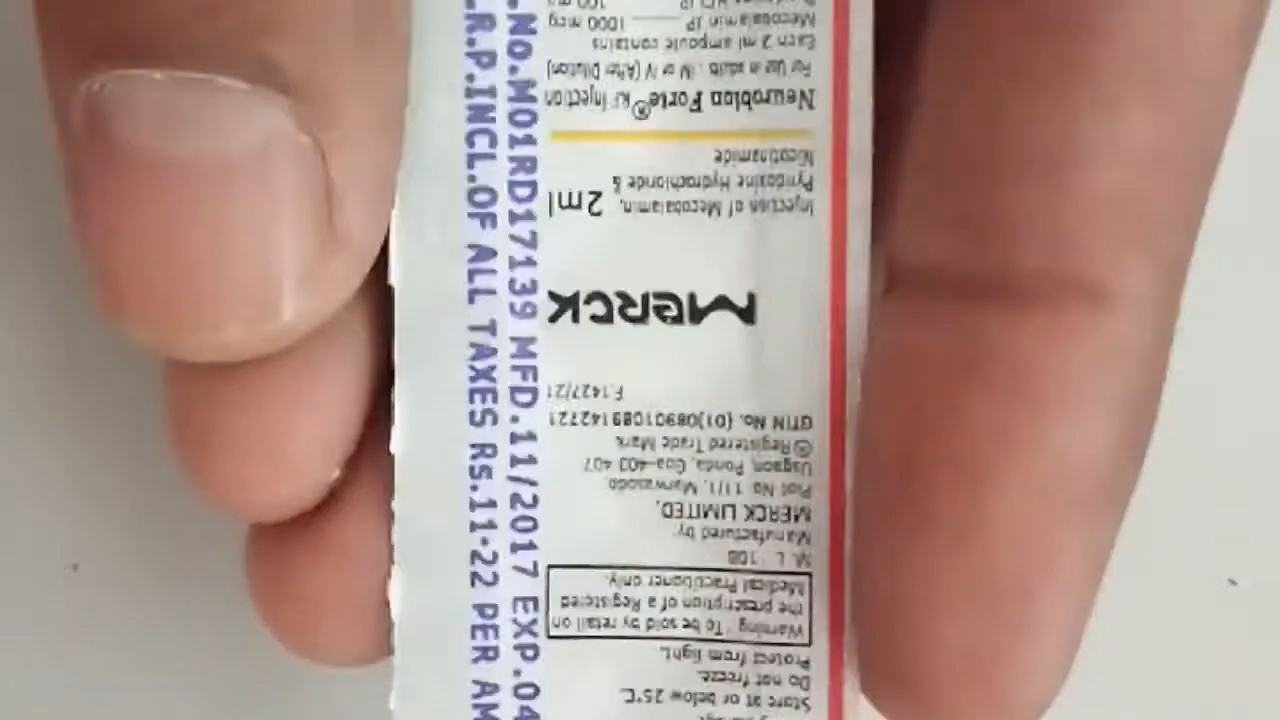 Store at or below 25°C.
Do not freeze.
Protect from light.
Warning : To be sold by retail on
the prescription of a Registered
Medical Practitioner only.
M. L. : 108
Manufactured by:
MERCK LIMITED,
Plot No. 11/1, Marwasodo,
Usgaon, Ponda, Goa-403 407
® Registered Trade Mark
GTIN No. (01)08901089142721
F.1427/21
MERCK
Injection of Mecobalamin,
Pyridoxine Hydrochloride &
Nicotinamide
2ml
Neurobion Forte® RF Injection
For Use in adults : IM or IV (After Dilution)
Each 2 ml ampoule contains
Mecobalamin JP 1000 mcg
.No.M01RD17139 MFD.11/2017 EXP.04
.R.P.INCL.OF ALL TAXES Rs.11.22 PER AM